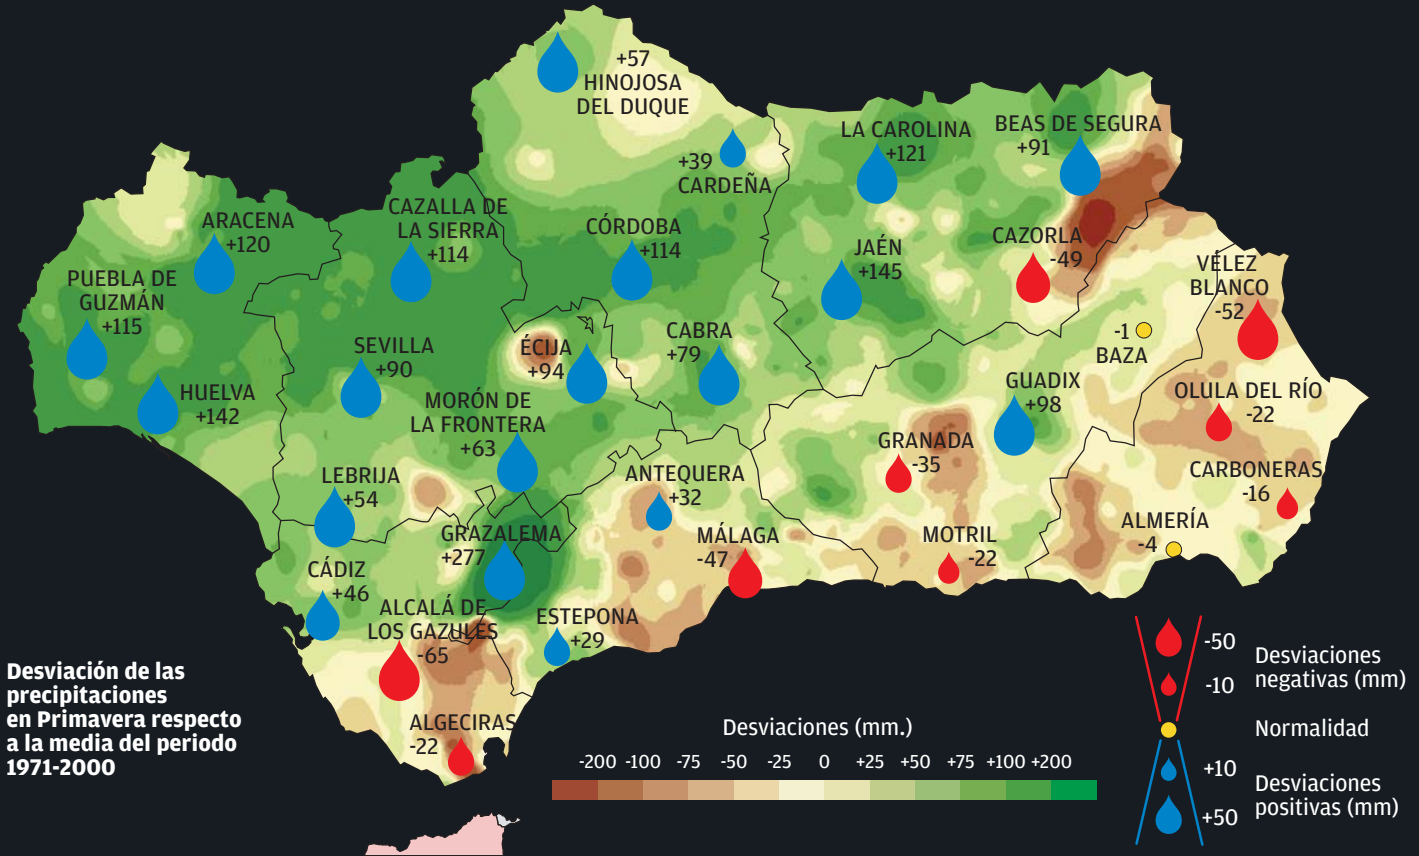 +57
HINOJOSA
DEL DUQUE
+39
CARDEÑA
LA CAROLINA
+121
BEAS DE SEGURA
+91
ARACENA
+120
CAZALLA DE
LA SIERRA
+114
CÓRDOBA
+114
JAÉN
+145
CAZORLA
-49
VÉLEZ
BLANCO
-52
PUEBLA DE
GUZMÁN
+115
SEVILLA
+90
ÉCIJA
+94
CABRA
+79
-1
BAZA
HUELVA
+142
MORÓN DE
LA FRONTERA
+63
GUADIX
+98
OLULA DEL RÍO
-22
GRANADA
-35
LEBRIJA
+54
ANTEQUERA
+32
CARBONERAS
-16
GRAZALEMA
+277
MÁLAGA
-47
MOTRIL
-22
ALMERÍA
-4
CÁDIZ
+46
ALCALÁ DE
LOS GAZULES
-65
ESTEPONA
+29
ALGECIRAS
-22
Desviación de las
precipitaciones
en Primavera respecto
a la media del periodo
1971-2000
Desviaciones (mm.)
-200 -100 -75 -50 -25 0 +25 +50 +75 +100 +200
-50
-10
Desviaciones
negativas (mm)
Normalidad
+10
+50
Desviaciones
positivas (mm)